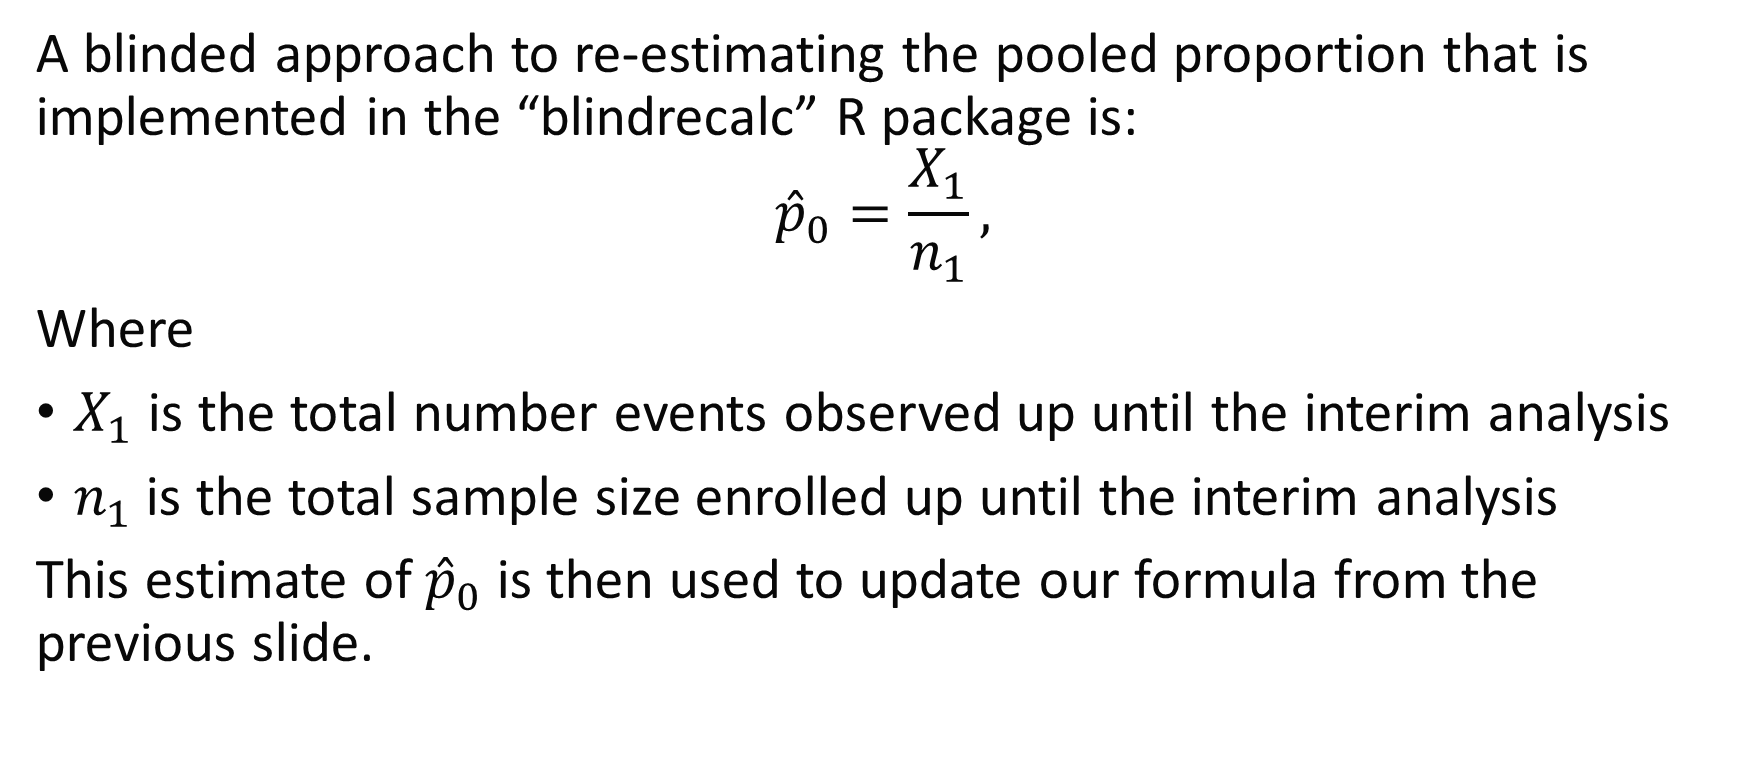 A blinded approach to re-estimating the pooled proportion that is
implemented in the “blindrecalc” R package is:
p̂₀ = X₁/n₁,
Where
• X₁ is the total number events observed up until the interim analysis
• n₁ is the total sample size enrolled up until the interim analysis
This estimate of p̂₀ is then used to update our formula from the
previous slide.